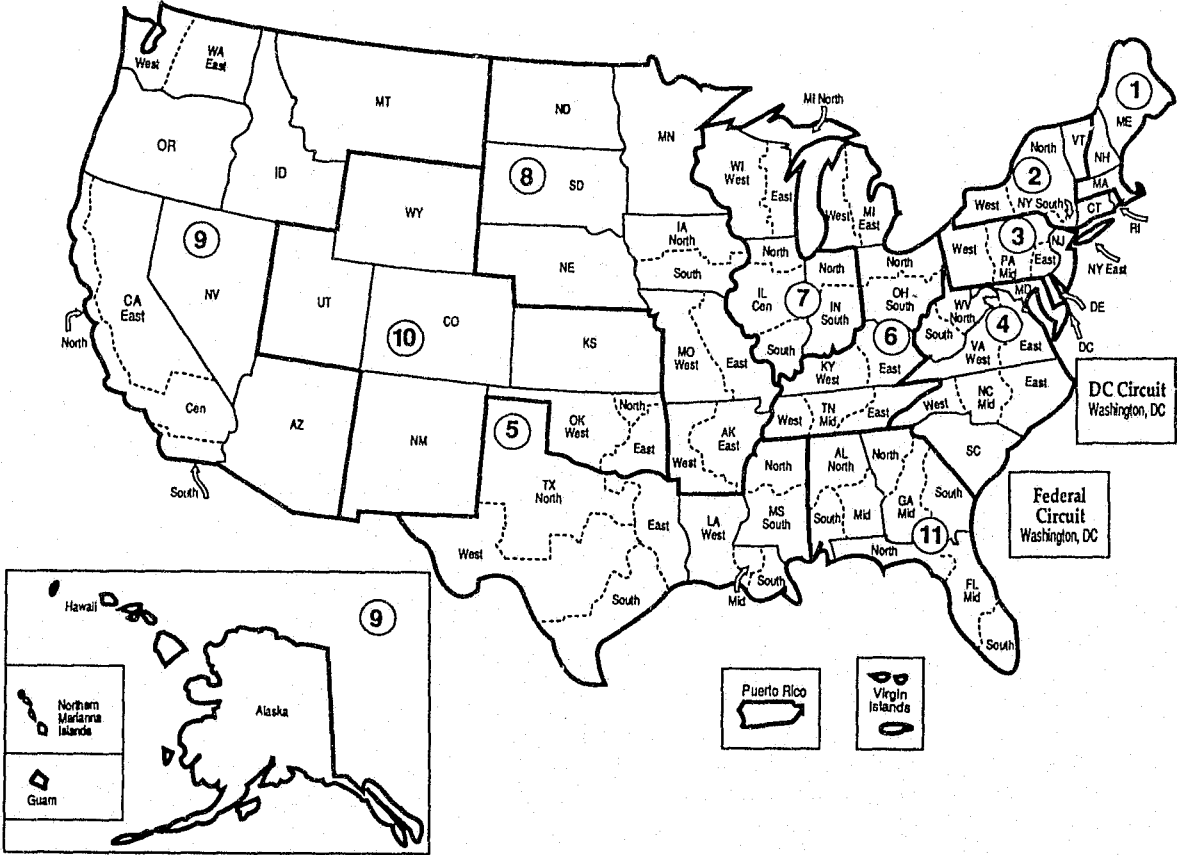 WA
East
West
MT
ND
MN
MI North
1
ME
OR
ID
8
SD
WI
West
East
West
MI
East
North
VT
NH
2
MA
West
NY South
CT
RI
9
WY
IA
North
South
NE
North
North
North
3
West
PA
Mid
East
NJ
NY East
NV
UT
CA
East
North
10
CO
KS
IL
Cen
7
IN
South
OH
South
MD
DE
WV
North
South
4
VA
West
East
DC
6
MO
West
East
South
KY
West
East
Cen
South
AZ
NM
OK
West
North
East
5
AK
East
West
West
TN
Mid
East
West
NC
Mid
East
SC
DC Circuit
Washington, DC
TX
North
West
East
South
LA
West
Mid
South
North
MS
South
AL
North
South
Mid
North
GA
Mid
South
11
North
FL
Mid
South
Federal
Circuit
Washington, DC
Hawaii
9
Northern
Marianna
Islands
Alaska
Guam
Puerto Rico
Virgin
Islands